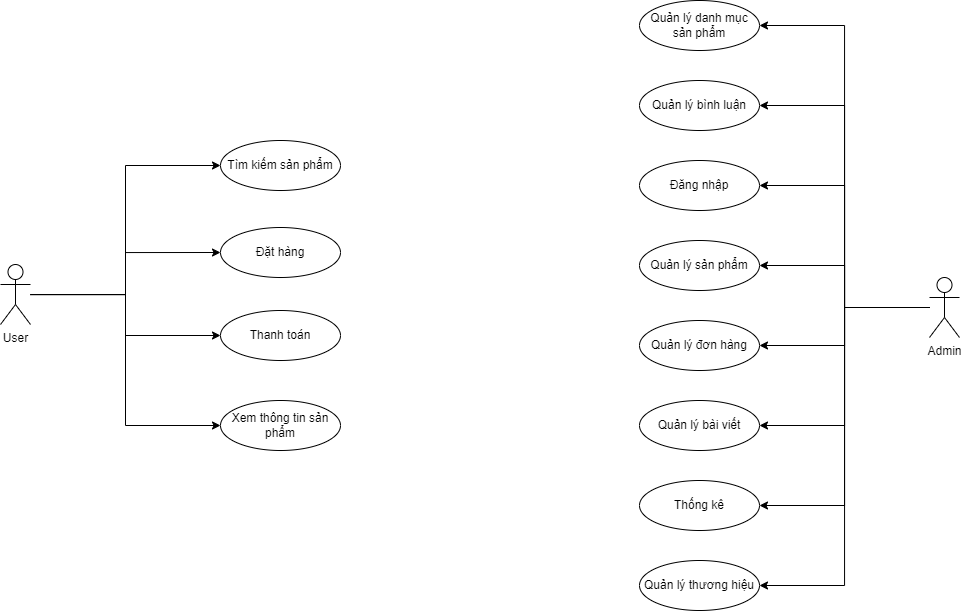 Tìm kiếm sản phẩm
Đặt hàng
Thanh toán
Xem thông tin sản
phẩm
User
Quản lý danh mục
sản phẩm
Quản lý bình luận
Đăng nhập
Quản lý sản phẩm
Quản lý đơn hàng
Quản lý bài viết
Thống kê
Quản lý thương hiệu
Admin